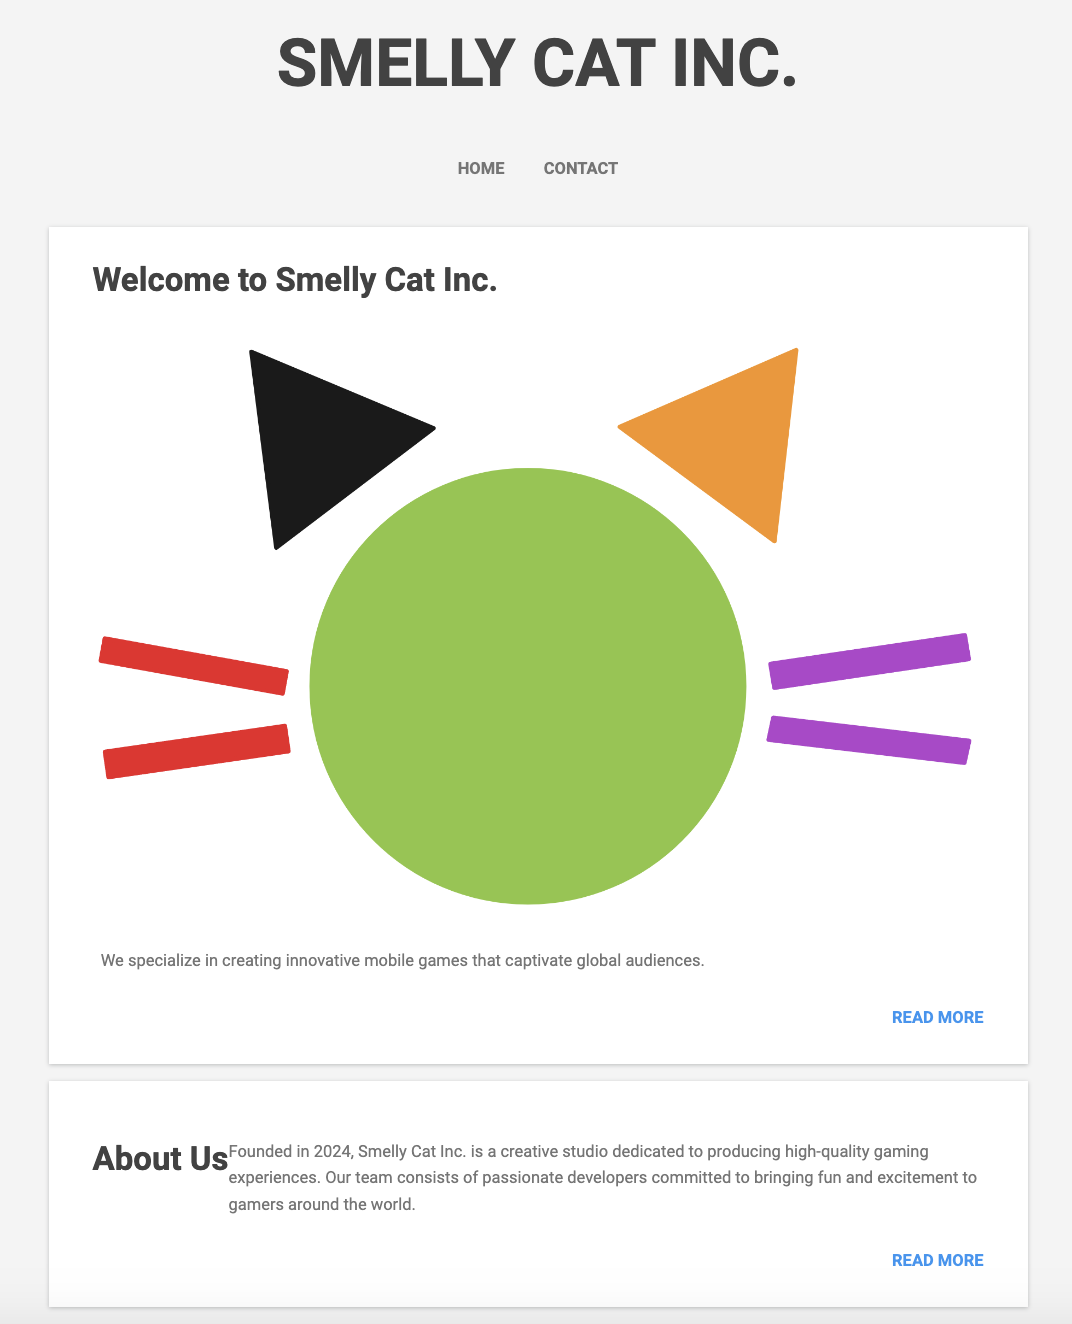 SMELLY CAT INC.
HOME CONTACT
Welcome to Smelly Cat Inc.
We specialize in creating innovative mobile games that captivate global audiences.
READ MORE
About Us
Founded in 2024, Smelly Cat Inc. is a creative studio dedicated to producing high-quality gaming
experiences. Our team consists of passionate developers committed to bringing fun and excitement to
gamers around the world.
READ MORE